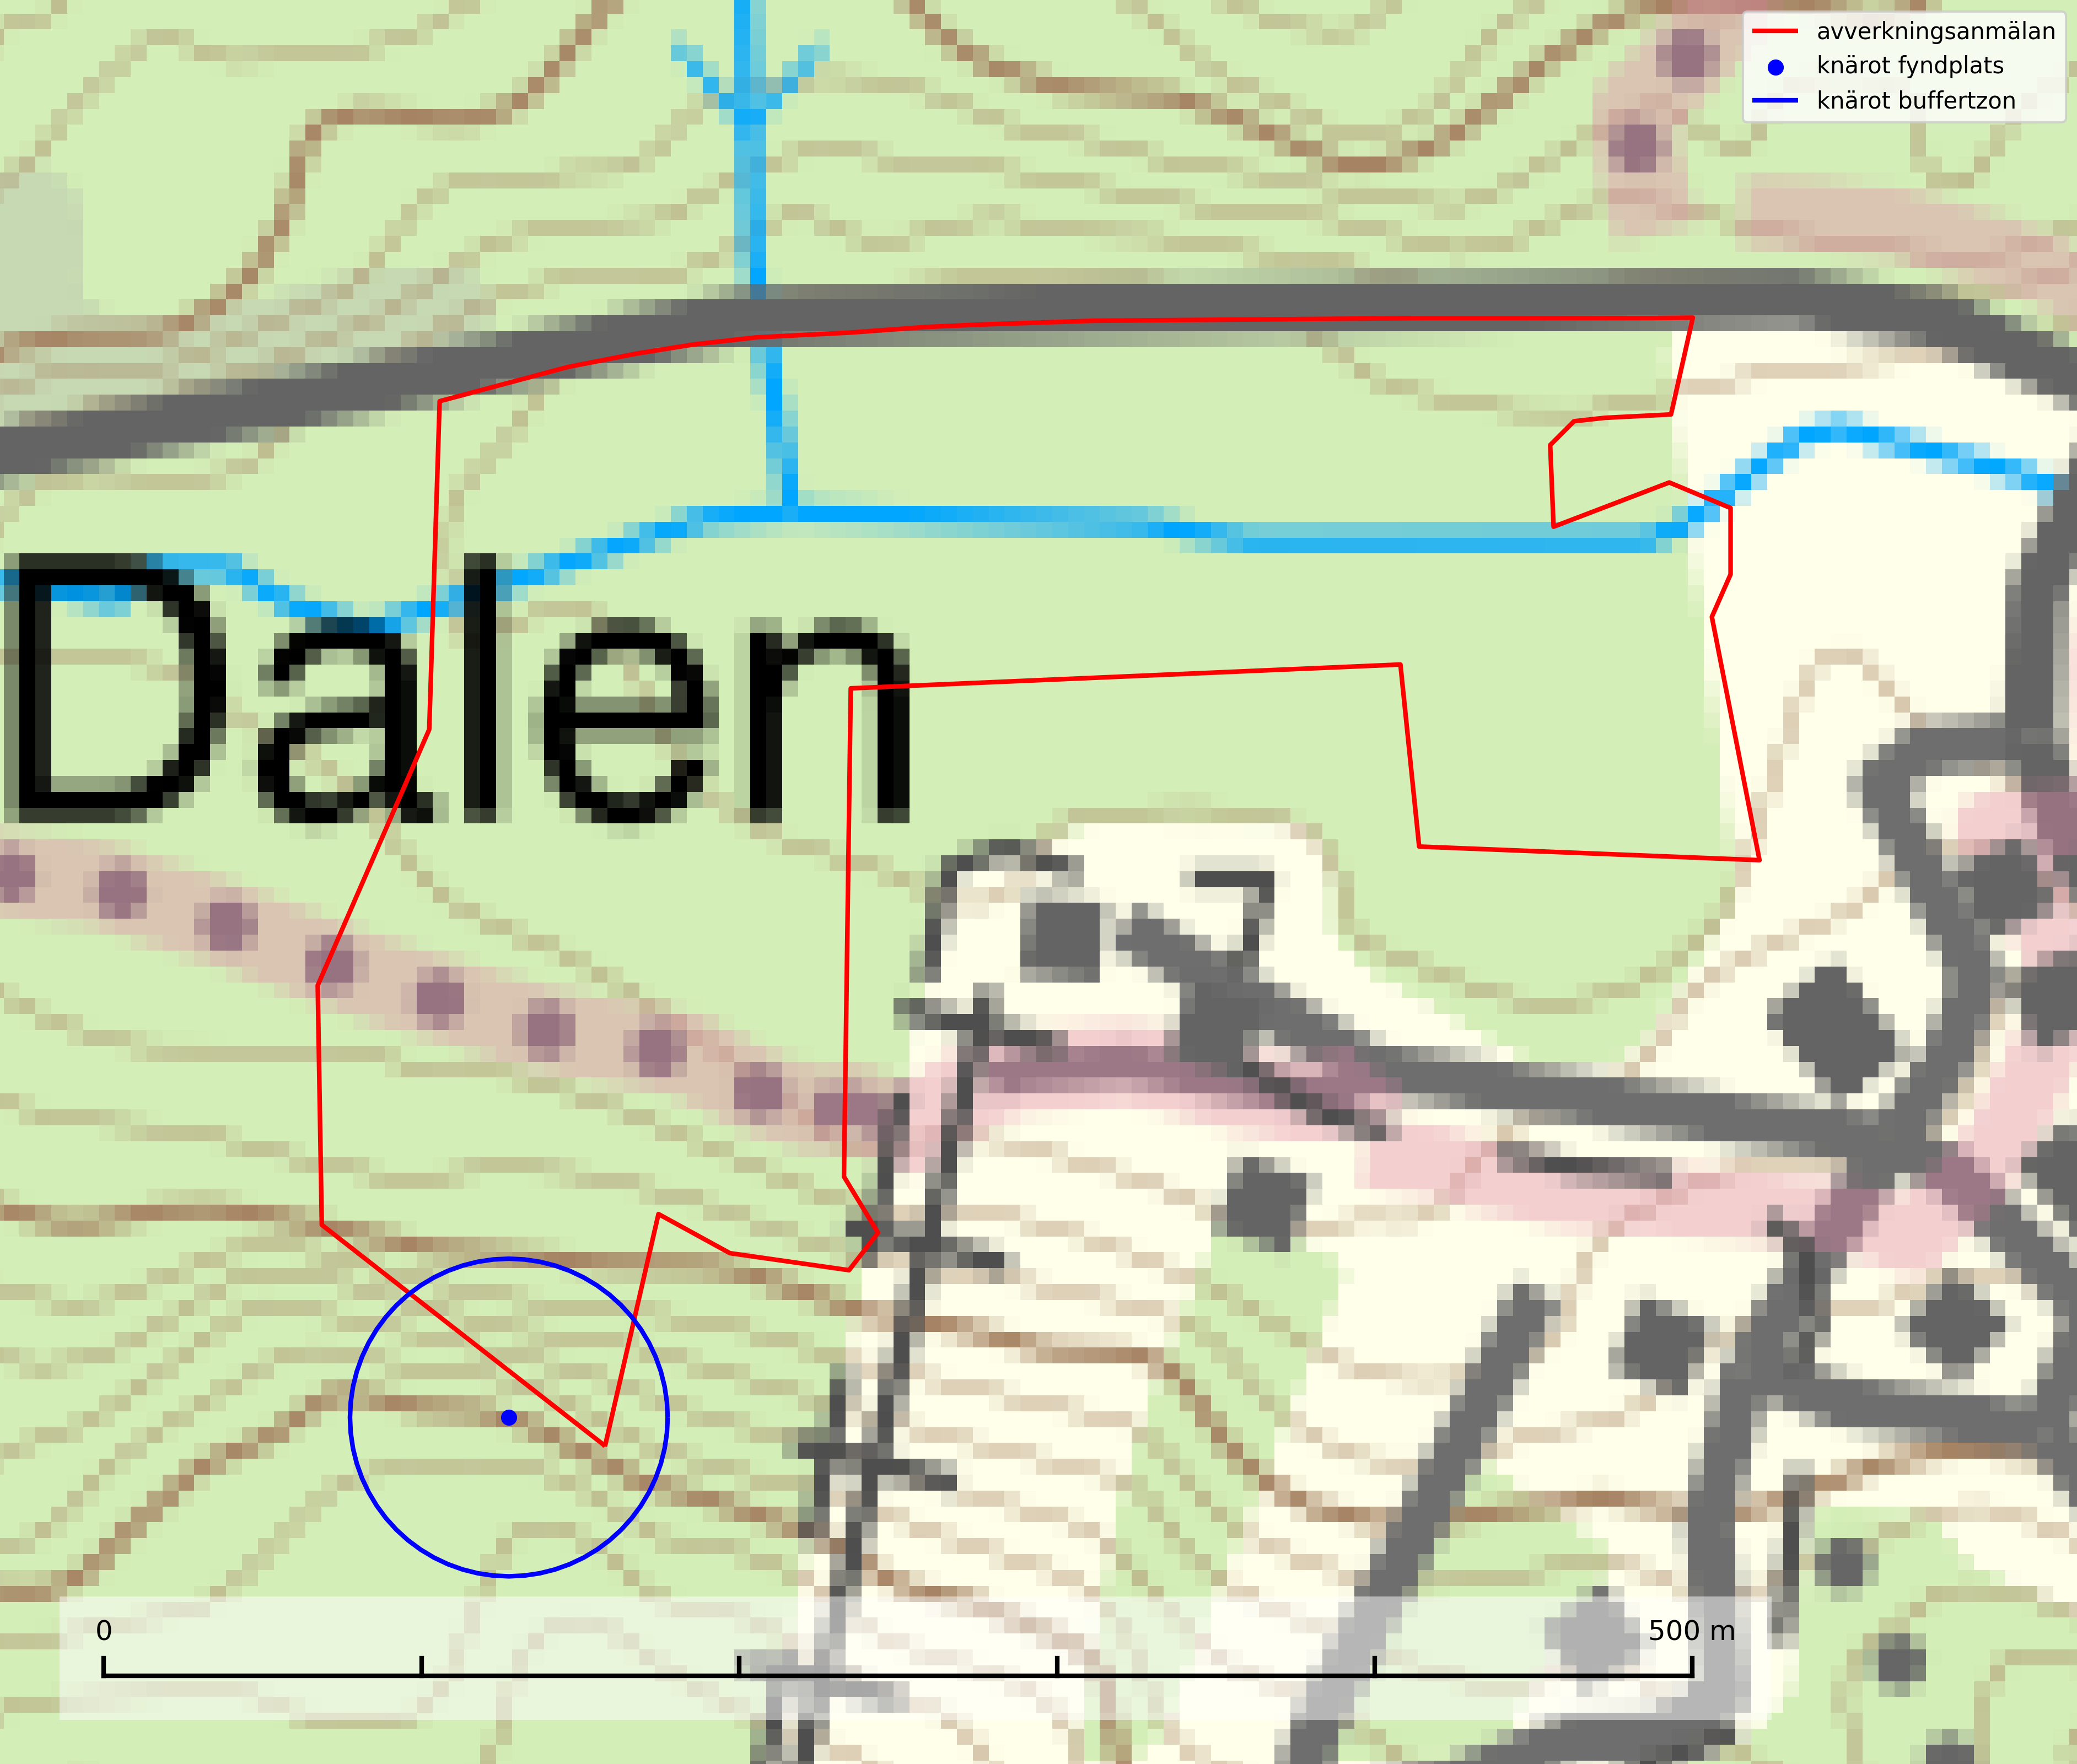 avverkningsanmälan
knärot fyndplats
knärot buffertzon
Dalen
0
500 m